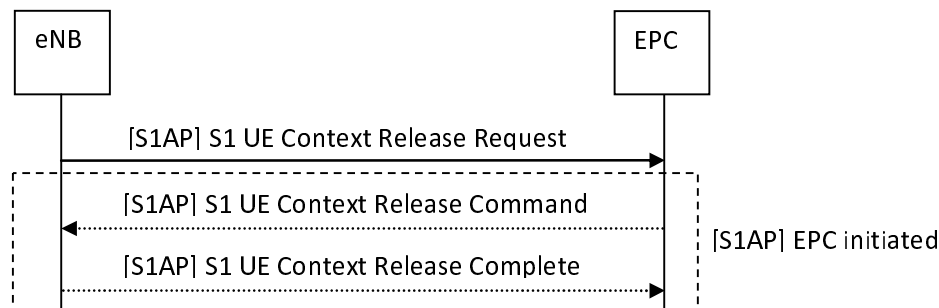 eNB
EPC
⌈S1AP⌉ S1 UE Context Release Request
⌈S1AP⌉ S1 UE Context Release Command
⌈S1AP⌉ EPC initiated
⌈S1AP⌉ S1 UE Context Release Complete